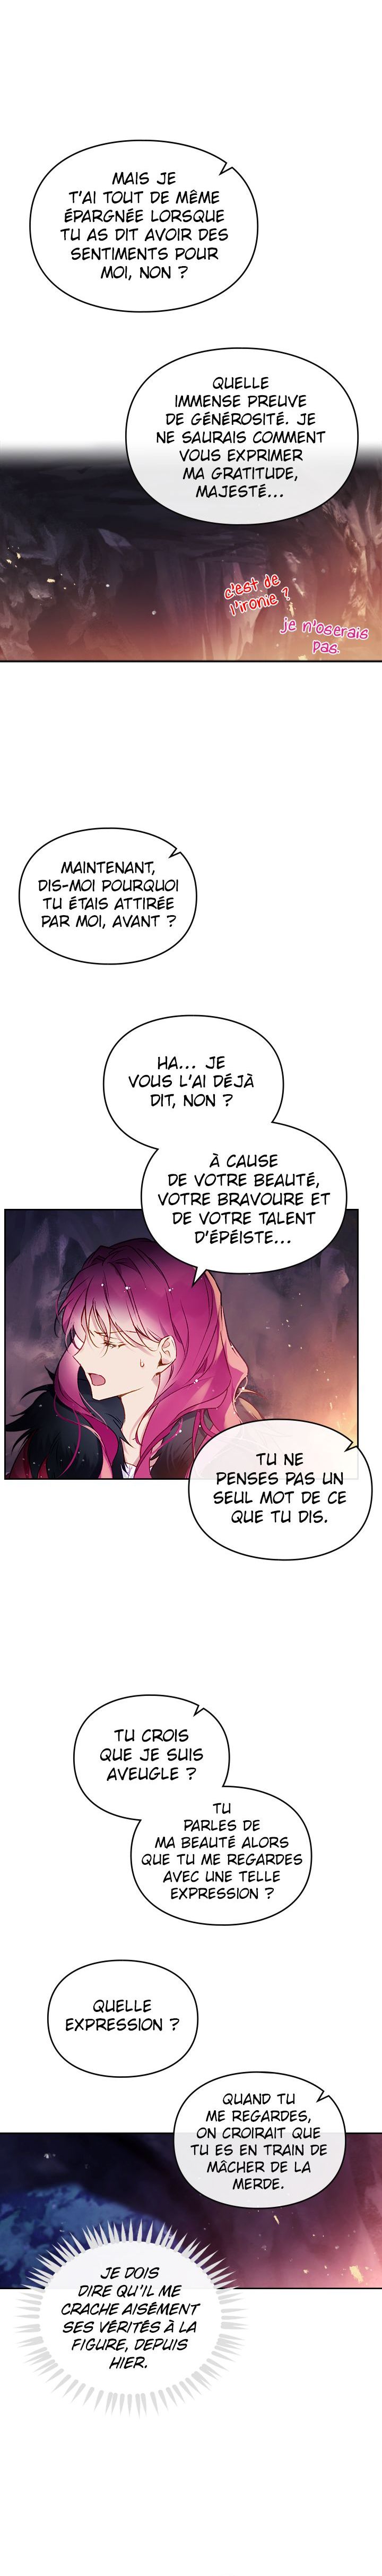 MAIS JE
T'AI TOUT DE MÊME
ÉPARGNÉE LORSQUE
TU AS DIT AVOIR DES
SENTIMENTS POUR
MOI, NON ?
QUELLE
IMMENSE PREUVE
DE GÉNÉROSITÉ. JE
NE SAURAIS COMMENT
VOUS EXPRIMER
MA GRATITUDE,
MAJESTÉ...
c'est de
l'ironie ?
je n'oserais
pas.
MAINTENANT,
DIS-MOI POURQUOI
TU ÉTAIS ATTIRÉE
PAR MOI, AVANT ?
HA... JE
VOUS L'AI DÉJÀ
DIT, NON ?
À CAUSE
DE VOTRE BEAUTÉ,
VOTRE BRAVOURE ET
DE VOTRE TALENT
D'ÉPÉISTE...
TU NE
PENSES PAS UN
SEUL MOT DE CE
QUE TU DIS.
TU CROIS
QUE JE SUIS
AVEUGLE ?
TU
PARLES DE
MA BEAUTÉ ALORS
QUE TU ME REGARDES
AVEC UNE TELLE
EXPRESSION ?
QUELLE
EXPRESSION ?
QUAND TU
ME REGARDES,
ON CROIRAIT QUE
TU ES EN TRAIN DE
MÂCHER DE LA
MERDE.
JE DOIS
DIRE QU'IL ME
CRACHE AISÉMENT
SES VÉRITÉS À LA
FIGURE, DEPUIS
HIER.